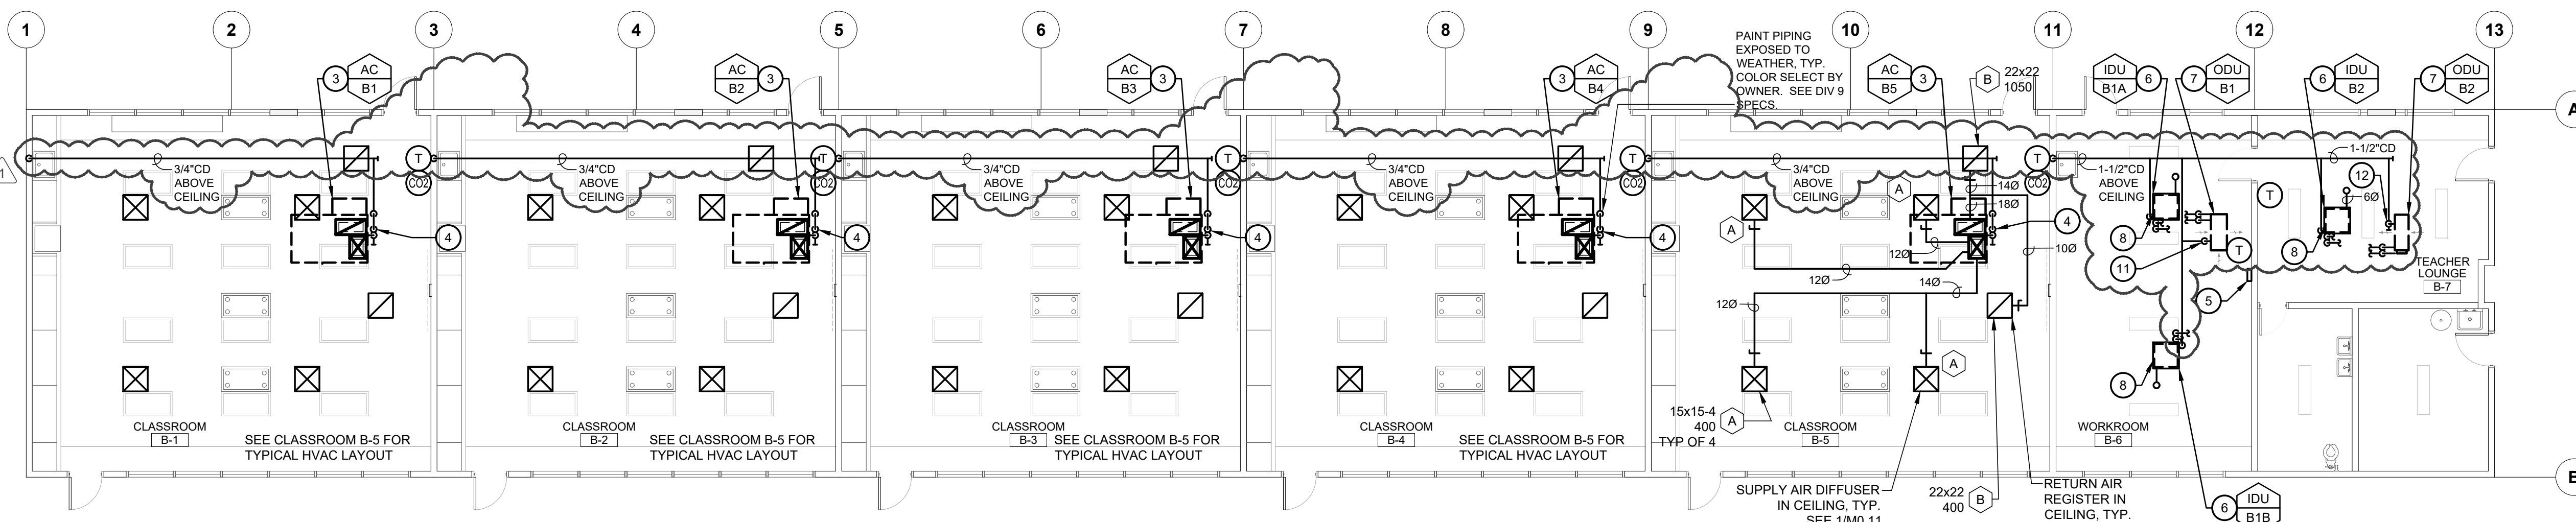 1
2
3
4
5
6
7
8
9
10
11
12
13
AC
B1
3
AC
B2
3
AC
B3
3
AC
B4
3
PAINT PIPING
EXPOSED TO
WEATHER, TYP.
COLOR SELECT BY
OWNER. SEE DIV 9
SPECS.
AC
B5
3
B
22x22
1050
IDU
B1A
6
7
ODU
B1
6
IDU
B2
7
ODU
B2
A
1
3/4"CD
ABOVE
CEILING
T
CO2
3/4"CD
ABOVE
CEILING
T
CO2
3/4"CD
ABOVE
CEILING
T
CO2
3/4"CD
ABOVE
CEILING
T
CO2
3/4"CD
ABOVE
CEILING
T
CO2
1-1/2"CD
ABOVE
CEILING
1-1/2"CD
12
6Ø
T
A
14Ø
18Ø
A
4
4
4
4
4
12Ø
10Ø
12Ø
14Ø
12Ø
8
11
T
8
5
TEACHER
LOUNGE
B-7
A
8
15x15-4
400
TYP OF 4
A
CLASSROOM
B-1
SEE CLASSROOM B-5 FOR
TYPICAL HVAC LAYOUT
CLASSROOM
B-2
SEE CLASSROOM B-5 FOR
TYPICAL HVAC LAYOUT
CLASSROOM
B-3
SEE CLASSROOM B-5 FOR
TYPICAL HVAC LAYOUT
CLASSROOM
B-4
SEE CLASSROOM B-5 FOR
TYPICAL HVAC LAYOUT
CLASSROOM
B-5
WORKROOM
B-6
SUPPLY AIR DIFFUSER
IN CEILING, TYP.
SEE 1/M0.11
22x22
400
B
RETURN AIR
REGISTER IN
CEILING, TYP.
6
IDU
B1B